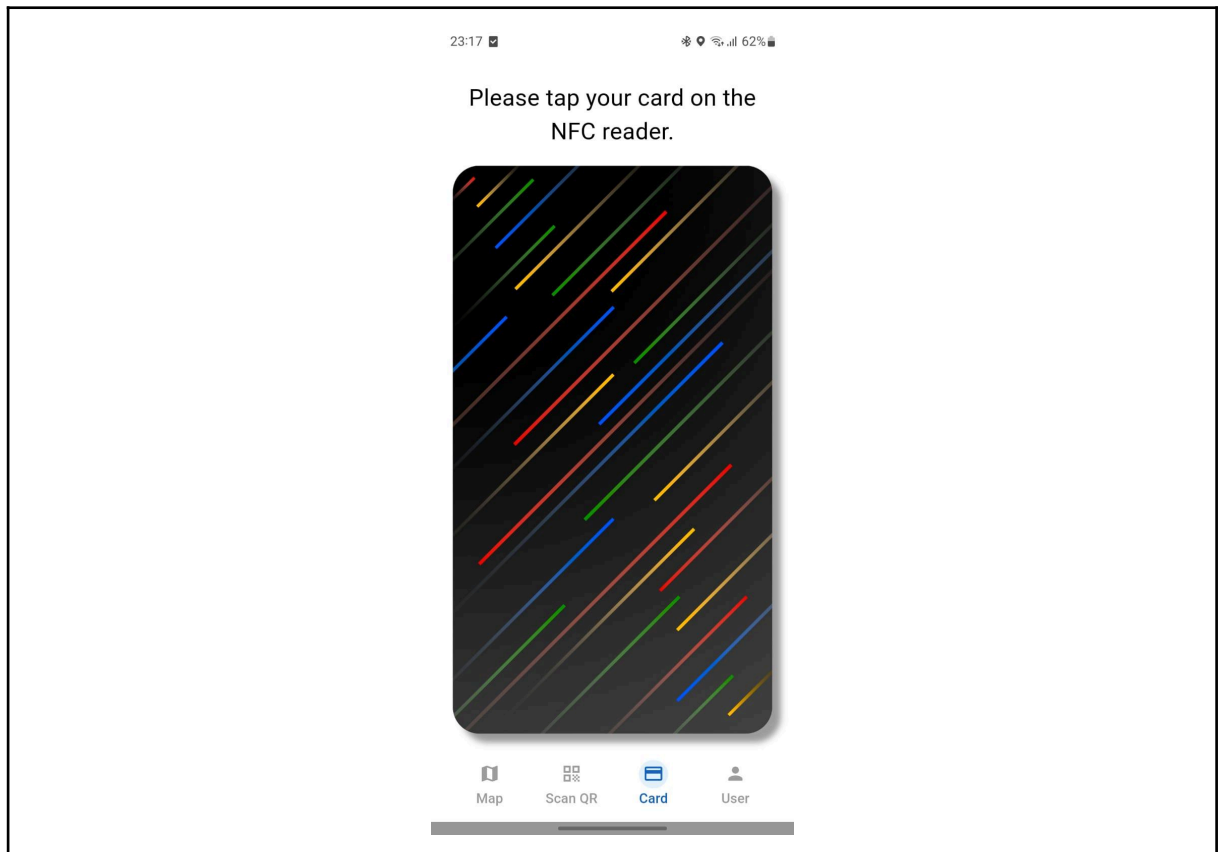 23:17
62%
Please tap your card on the
NFC reader.
Map
Scan QR
Card
User